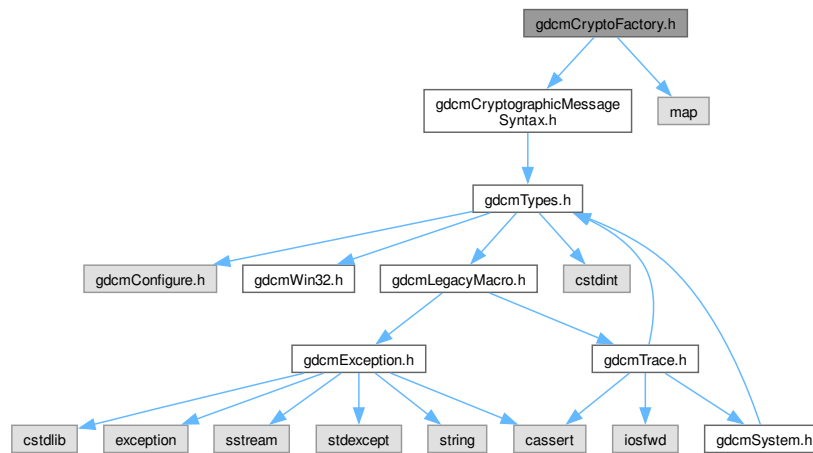 gdcmCryptoFactory.h
gdcmCryptographicMessage
Syntax.h
map
gdcmTypes.h
gdcmConfigure.h
gdcmWin32.h
gdcmLegacyMacro.h
cstdint
gdcmException.h
gdcmTrace.h
cstdlib
exception
sstream
stdexcept
string
cassert
iosfwd
gdcmSystem.h